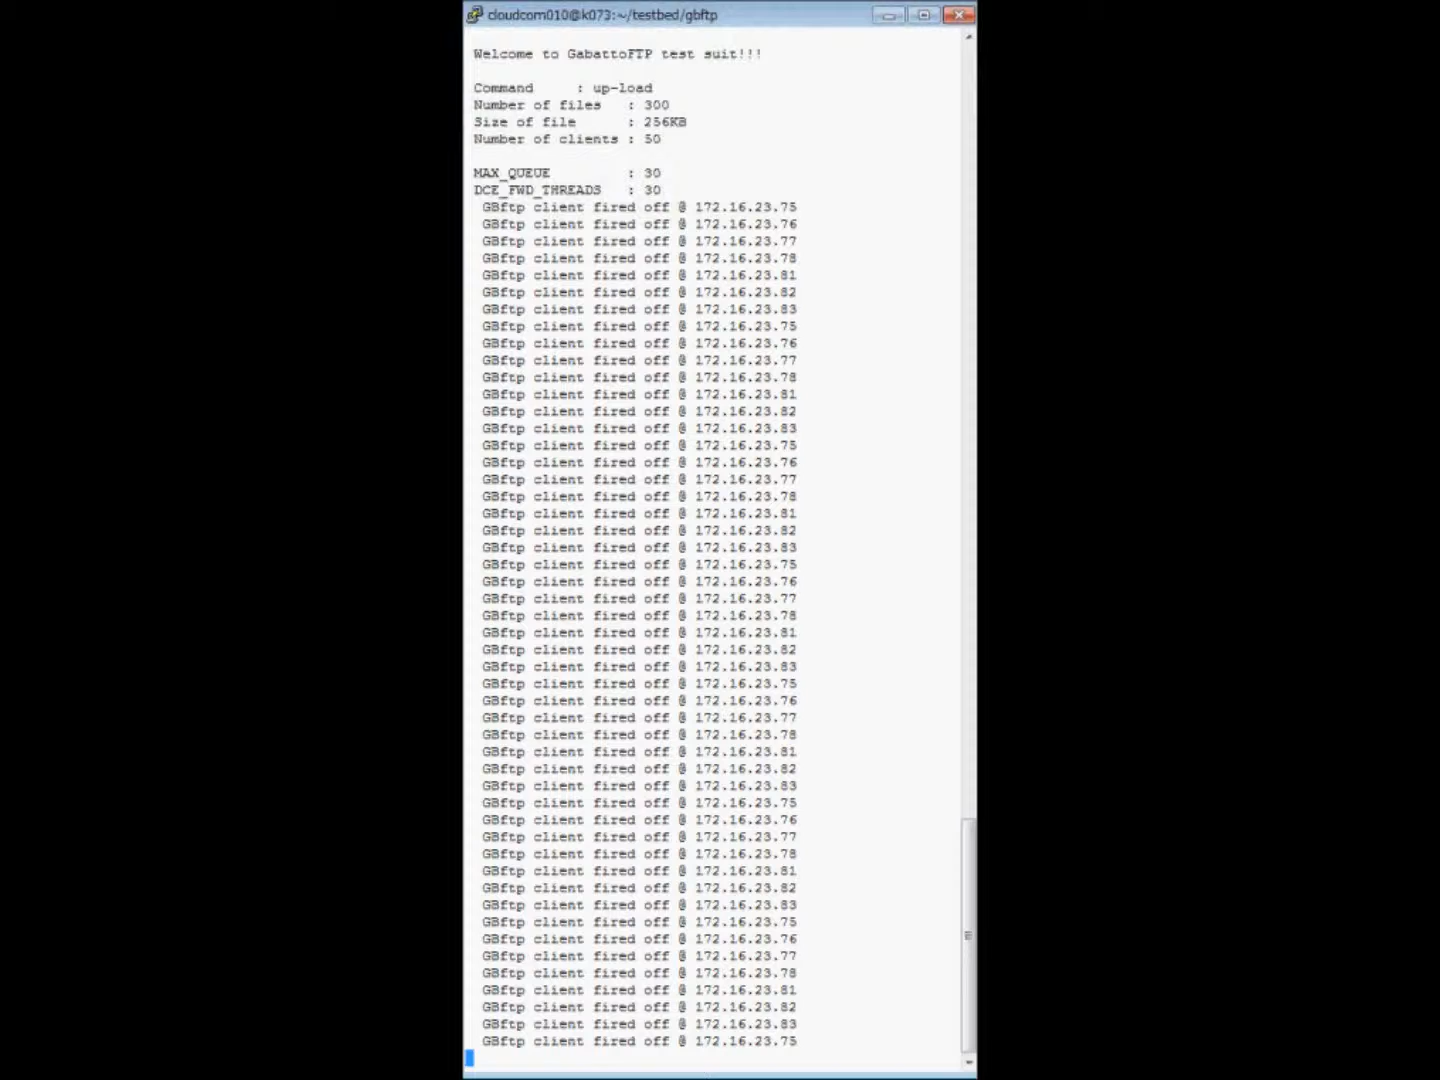 cloudcom010@k073:~/testbed/gbftp
Welcome to GabattoFTP test suit!!!
Command : up-load
Number of files : 300
Size of file : 256KB
Number of clients : 50
MAX_QUEUE : 30
DCE_FWD_THREADS : 30
GBftp client fired off @ 172.16.23.75
GBftp client fired off @ 172.16.23.76
GBftp client fired off @ 172.16.23.77
GBftp client fired off @ 172.16.23.78
GBftp client fired off @ 172.16.23.81
GBftp client fired off @ 172.16.23.82
GBftp client fired off @ 172.16.23.83
GBftp client fired off @ 172.16.23.75
GBftp client fired off @ 172.16.23.76
GBftp client fired off @ 172.16.23.77
GBftp client fired off @ 172.16.23.78
GBftp client fired off @ 172.16.23.81
GBftp client fired off @ 172.16.23.82
GBftp client fired off @ 172.16.23.83
GBftp client fired off @ 172.16.23.75
GBftp client fired off @ 172.16.23.76
GBftp client fired off @ 172.16.23.77
GBftp client fired off @ 172.16.23.78
GBftp client fired off @ 172.16.23.81
GBftp client fired off @ 172.16.23.82
GBftp client fired off @ 172.16.23.83
GBftp client fired off @ 172.16.23.75
GBftp client fired off @ 172.16.23.76
GBftp client fired off @ 172.16.23.77
GBftp client fired off @ 172.16.23.78
GBftp client fired off @ 172.16.23.81
GBftp client fired off @ 172.16.23.82
GBftp client fired off @ 172.16.23.83
GBftp client fired off @ 172.16.23.75
GBftp client fired off @ 172.16.23.76
GBftp client fired off @ 172.16.23.77
GBftp client fired off @ 172.16.23.78
GBftp client fired off @ 172.16.23.81
GBftp client fired off @ 172.16.23.82
GBftp client fired off @ 172.16.23.83
GBftp client fired off @ 172.16.23.75
GBftp client fired off @ 172.16.23.76
GBftp client fired off @ 172.16.23.77
GBftp client fired off @ 172.16.23.78
GBftp client fired off @ 172.16.23.81
GBftp client fired off @ 172.16.23.82
GBftp client fired off @ 172.16.23.83
GBftp client fired off @ 172.16.23.75
GBftp client fired off @ 172.16.23.76
GBftp client fired off @ 172.16.23.77
GBftp client fired off @ 172.16.23.78
GBftp client fired off @ 172.16.23.81
GBftp client fired off @ 172.16.23.82
GBftp client fired off @ 172.16.23.83
GBftp client fired off @ 172.16.23.75